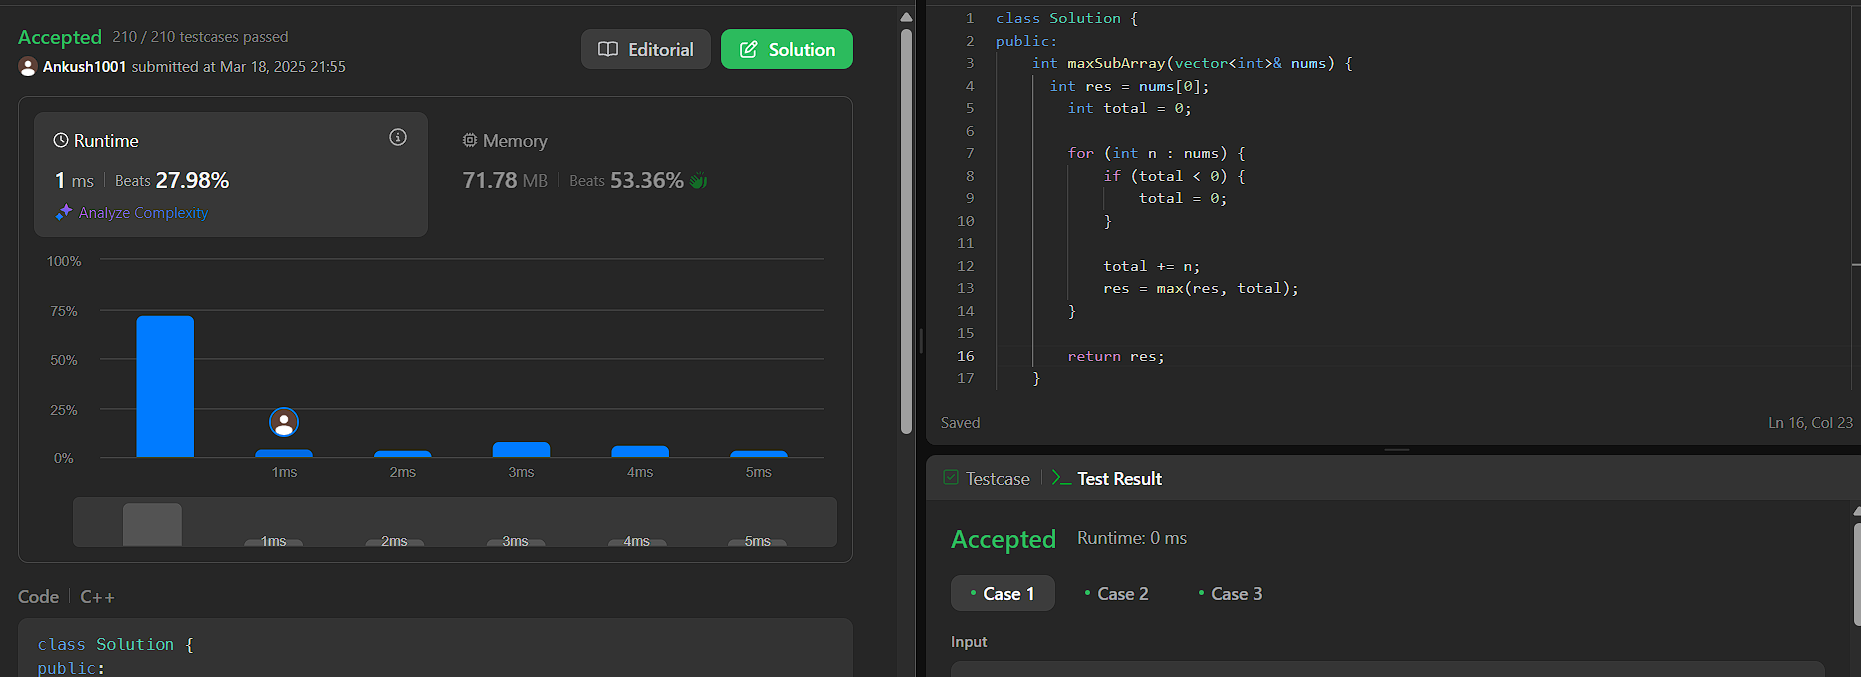 Accepted 210 / 210 testcases passed
Ankush1001 submitted at Mar 18, 2025 21:55
Editorial
Solution
Runtime
1 ms | Beats 27.98%
Analyze Complexity
Memory
71.78 MB | Beats 53.36%
100%
75%
50%
25%
0%
1ms 2ms 3ms 4ms 5ms
1ms 2ms 3ms 4ms 5ms
Code | C++
class Solution {
public:
1 class Solution {
2 public:
3     int maxSubArray(vector<int>& nums) {
4       int res = nums[0];
5         int total = 0;
6
7         for (int n : nums) {
8             if (total < 0) {
9                 total = 0;
10             }
11
12             total += n;
13             res = max(res, total);
14         }
15
16         return res;
17     }
Saved
Ln 16, Col 23
Testcase | Test Result
Accepted Runtime: 0 ms
Case 1 Case 2 Case 3
Input